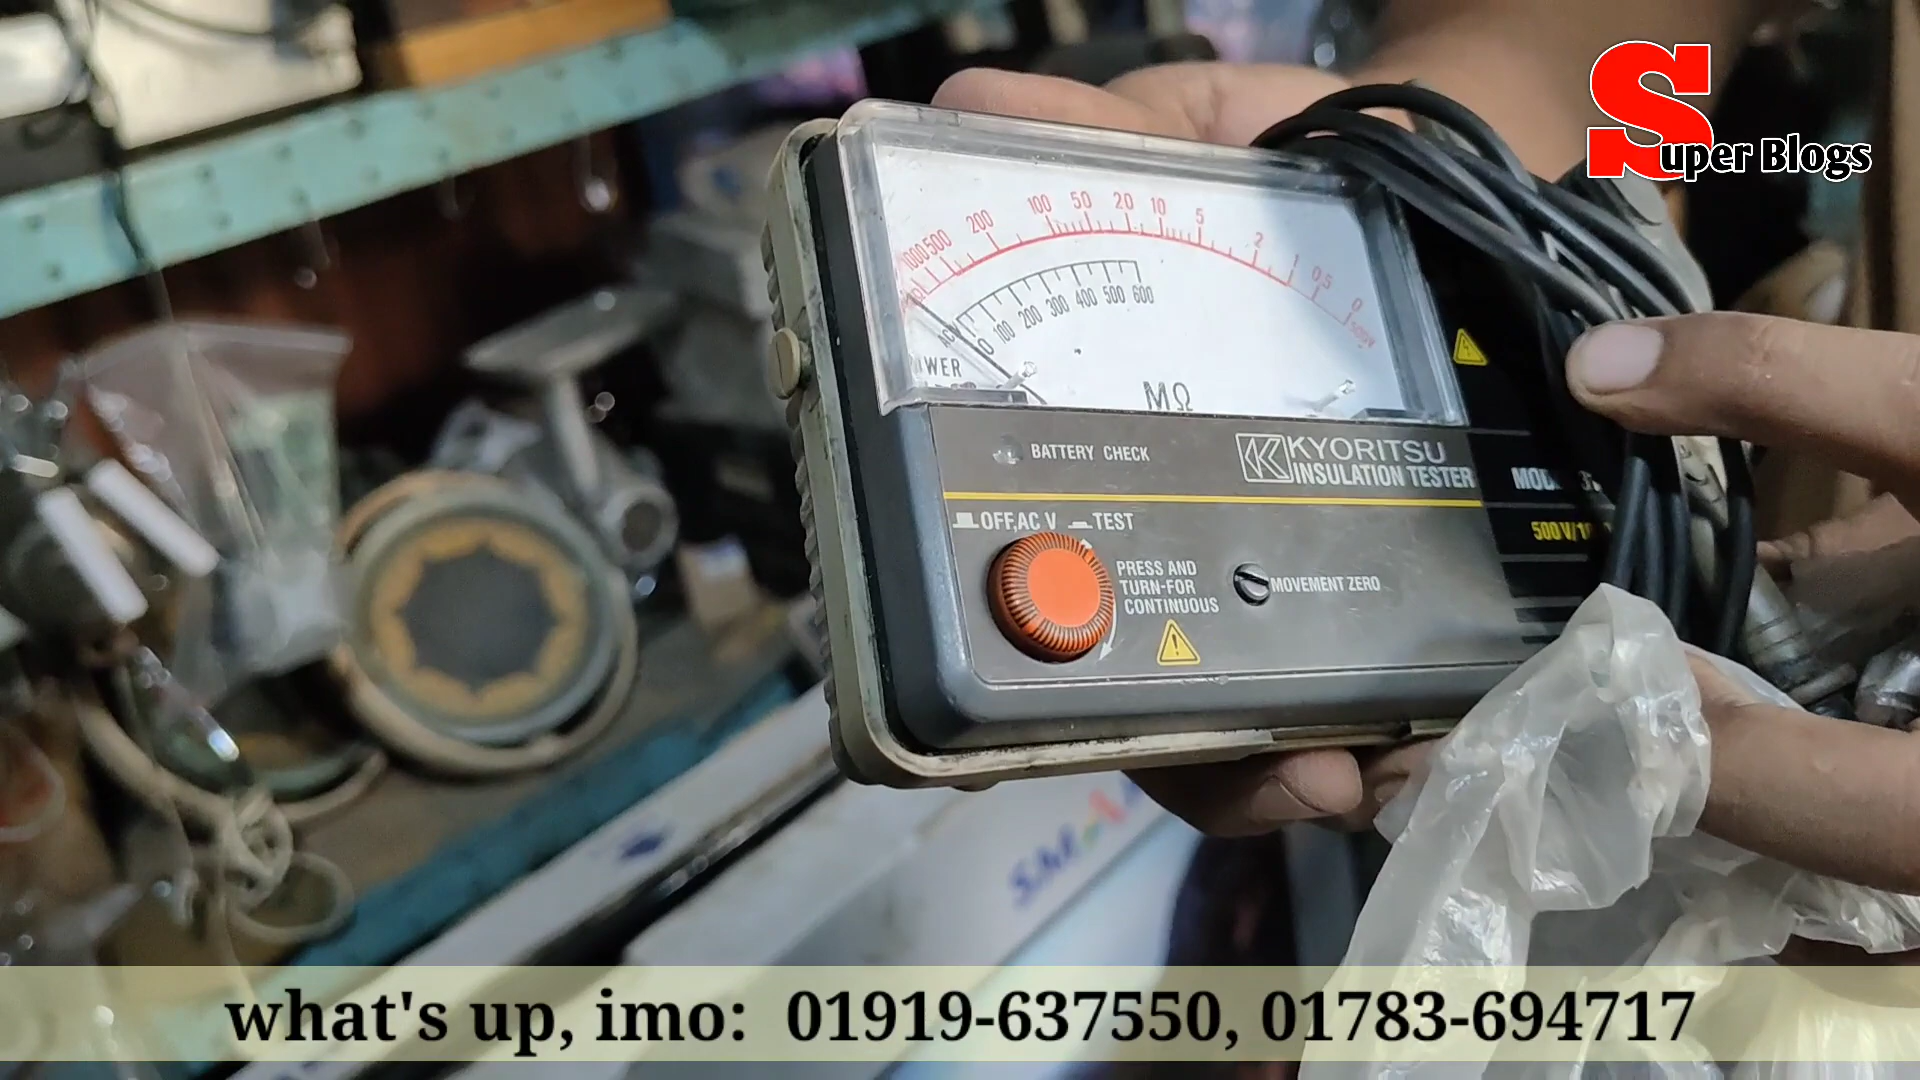 Super Blogs
1000 500 200 100 50 20 10 5 2 1 0.5 0
ACV 0 100 200 300 400 500 600
MΩ
BATTERY CHECK
KYORITSU
INSULATION TESTER
OFF,AC V TEST
PRESS AND
TURN-FOR
CONTINUOUS
MOVEMENT ZERO
what's up, imo: 01919-637550, 01783-694717